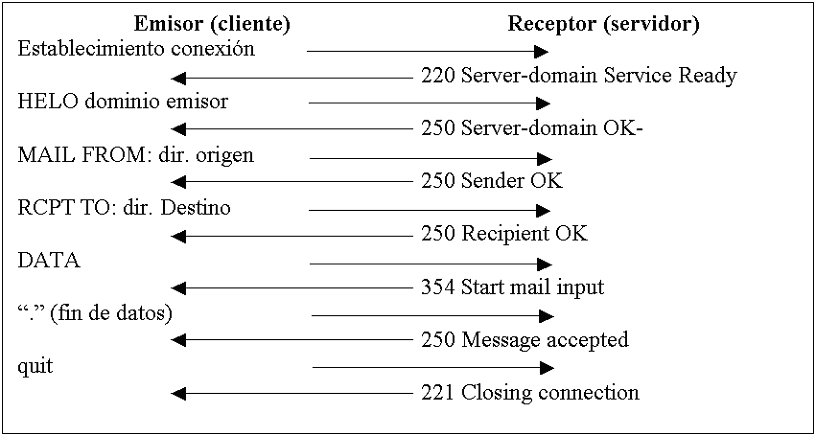 Emisor (cliente) Receptor (servidor)
Establecimiento conexión
220 Server-domain Service Ready
HELO dominio emisor
250 Server-domain OK-
MAIL FROM: dir. origen
250 Sender OK
RCPT TO: dir. Destino
250 Recipient OK
DATA
354 Start mail input
“.” (fin de datos)
250 Message accepted
quit
221 Closing connection